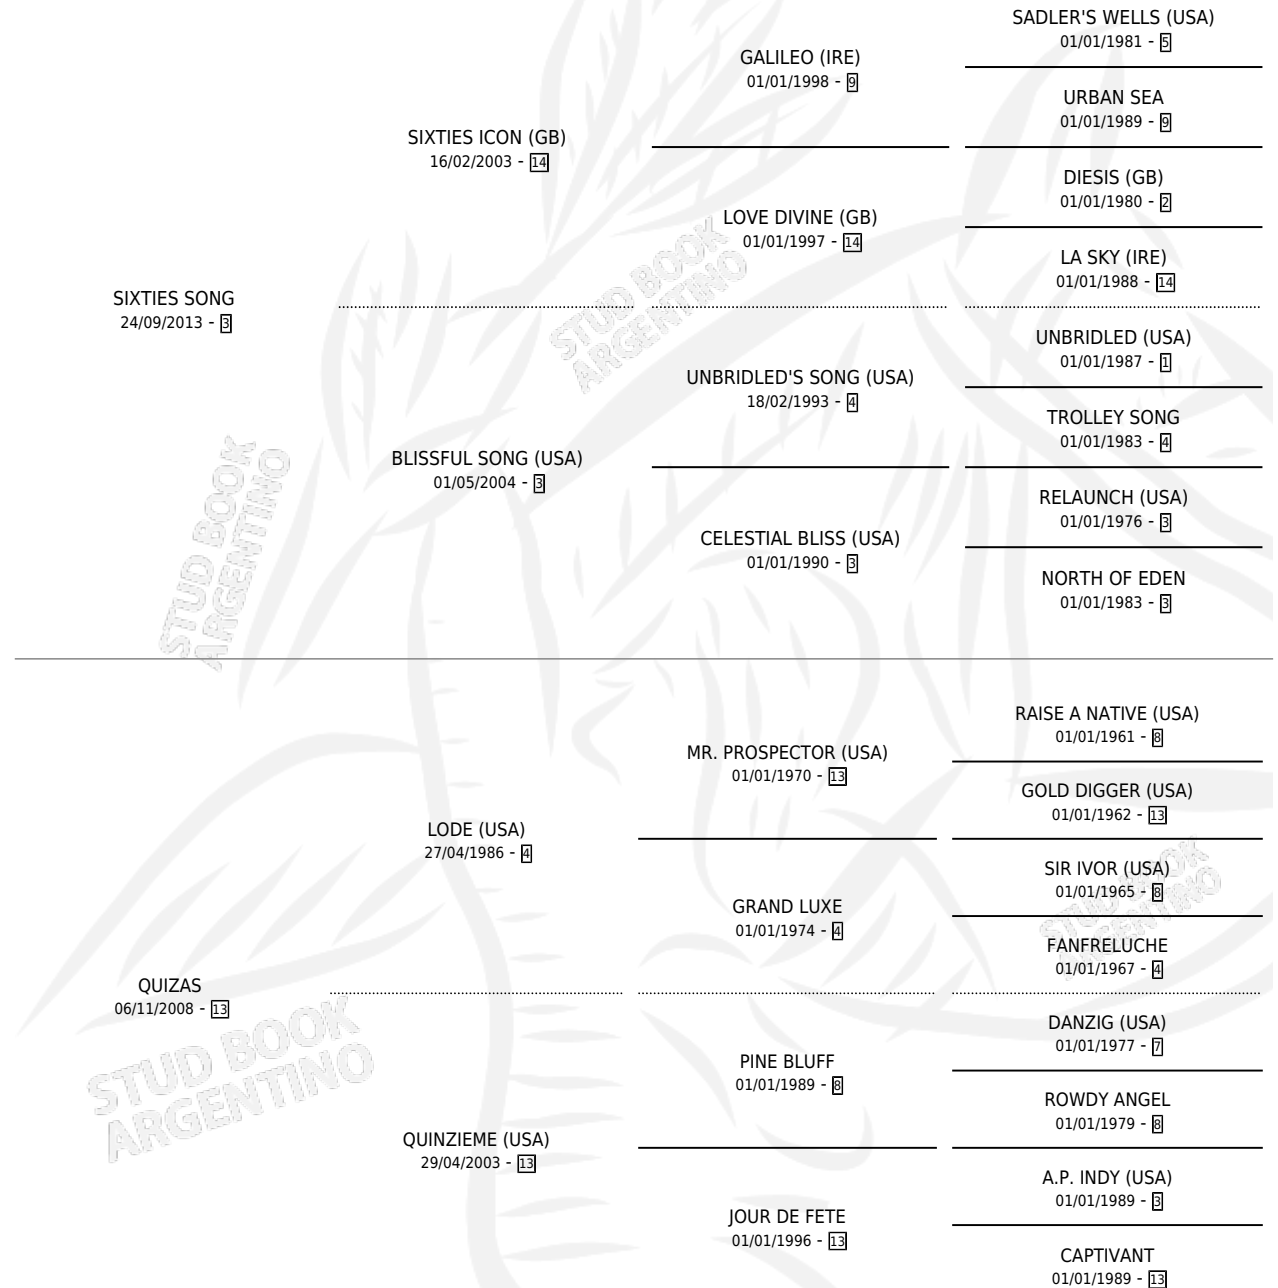 SADLER'S WELLS (USA)
01/01/1981 - 5
GALILEO (IRE)
01/01/1998 - 9
URBAN SEA
01/01/1989 - 9
SIXTIES ICON (GB)
16/02/2003 - 14
DIESIS (GB)
01/01/1980 - 2
LOVE DIVINE (GB)
01/01/1997 - 14
LA SKY (IRE)
01/01/1988 - 14
SIXTIES SONG
24/09/2013 - 3
UNBRIDLED (USA)
01/01/1987 - 1
UNBRIDLED'S SONG (USA)
18/02/1993 - 4
TROLLEY SONG
01/01/1983 - 4
BLISSFUL SONG (USA)
01/05/2004 - 3
RELAUNCH (USA)
01/01/1976 - 3
CELESTIAL BLISS (USA)
01/01/1990 - 3
NORTH OF EDEN
01/01/1983 - 3
RAISE A NATIVE (USA)
01/01/1961 - 8
MR. PROSPECTOR (USA)
01/01/1970 - 13
GOLD DIGGER (USA)
01/01/1962 - 13
LODE (USA)
27/04/1986 - 4
SIR IVOR (USA)
01/01/1965 - 8
GRAND LUXE
01/01/1974 - 4
FANFRELUCHE
01/01/1967 - 4
QUIZAS
06/11/2008 - 13
DANZIG (USA)
01/01/1977 - 7
PINE BLUFF
01/01/1989 - 8
ROWDY ANGEL
01/01/1979 - 8
QUINZIEME (USA)
29/04/2003 - 13
A.P. INDY (USA)
01/01/1989 - 3
JOUR DE FETE
01/01/1996 - 13
CAPTIVANT
01/01/1989 - 13
STUD BOOK
ARGENTINO
STUD BOOK
ARGENTINO
STUD BOOK
ARGENTINO
STUD BOOK
ARGENTINO